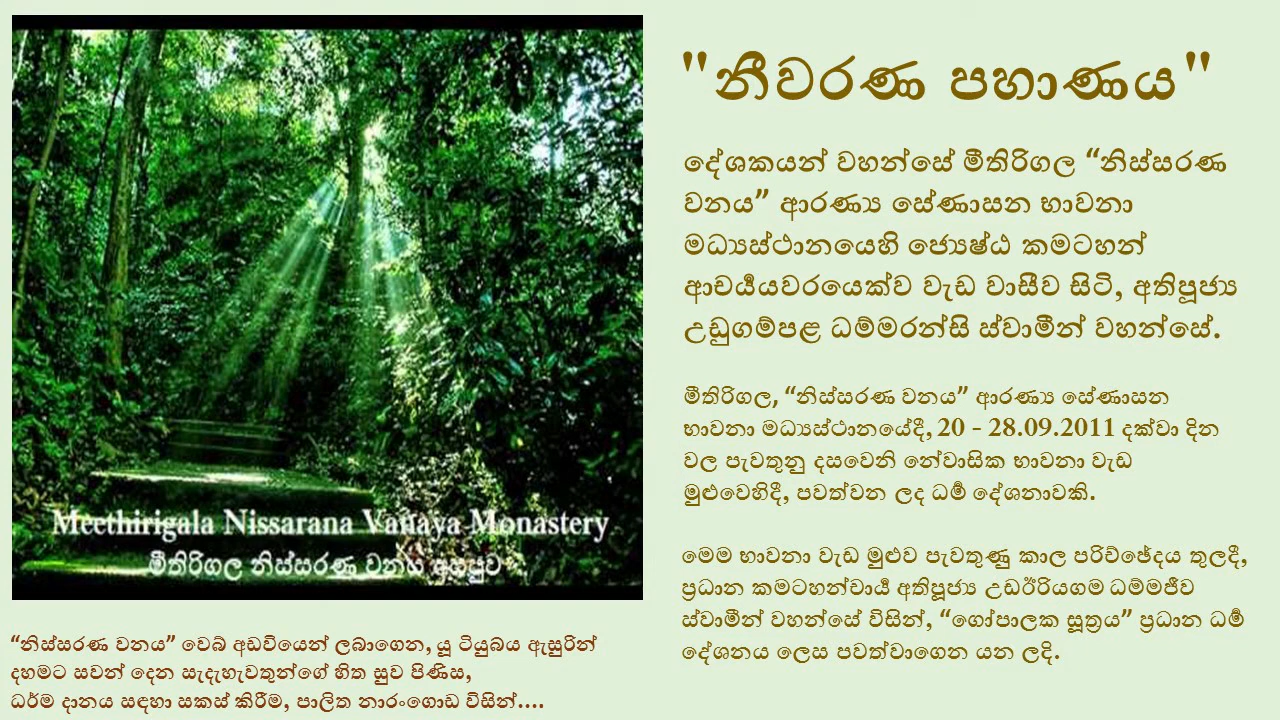 "නීවරණ පහාණය"
දේශකයන් වහන්සේ මීතිරිගල “නිස්සරණ
වනය” ආරණ්‍ය සේණාසන භාවනා
මධ්‍යස්ථානයෙහි ජ්‍යෙෂ්ඨ කමටහන්
ආචාර්‍යයවරයෙක්ව වැඩ වාසීව සිටි, අතිපූජ්‍ය
උඩුගම්පළ ධම්මරන්සි ස්වාමීන් වහන්සේ.
මීතිරිගල, “නිස්සරණ වනය” ආරණ්‍ය සේණාසන
භාවනා මධ්‍යස්ථානයේදී, 20 - 28.09.2011 දක්වා දින
වල පැවතුනු දසවෙනි නේවාසික භාවනා වැඩ
මුළුවෙහිදී, පවත්වන ලද ධර්‍ම දේශනාවකි.
මෙම භාවනා වැඩ මුළුව පැවතුණු කාල පරිච්ඡේදය තුලදී,
ප්‍රධාන කමටහන්චාර්‍ය අතිපූජ්‍ය උඩඊරියගම ධම්මජීව
ස්වාමීන් වහන්සේ විසින්, “ගෝපාලක සූත්‍රය” ප්‍රධාන ධර්‍ම
දේශනය ලෙස පවත්වාගෙන යන ලදි.
Meethirigala Nissarana Vanaya Monastery
මීතිරිගල නිස්සරණ වනය අසපුව
“නිස්සරණ වනය” වෙබ් අඩවියෙන් ලබාගෙන, යූ ටියුබය ඇසුරින්
දහමට සවන් දෙන සැදැහැවතුන්ගේ හිත සුව පිණිස,
ධර්ම දානය සඳහා සකස් කිරීම, පාලිත නාරංගොඩ විසින්....